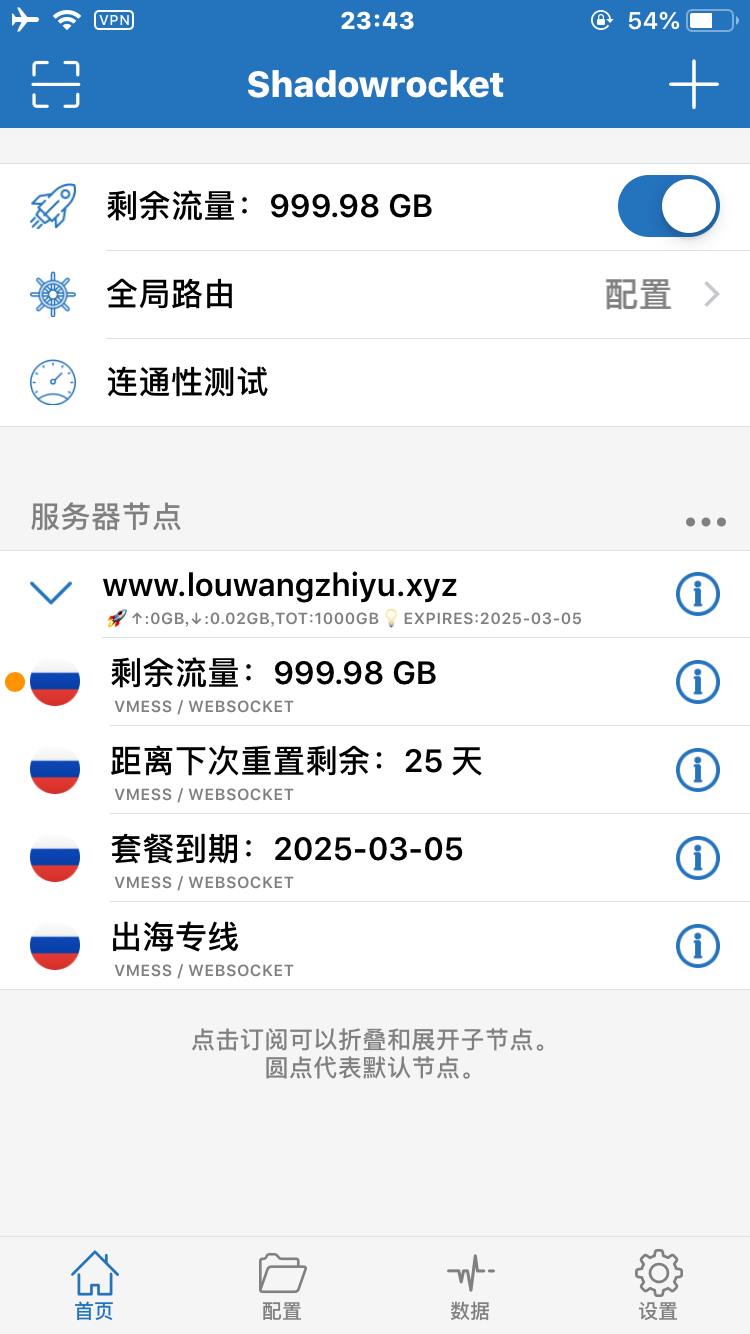 VPN 23:43 54%
Shadowrocket
剩余流量：999.98 GB
全局路由 配置
连通性测试
服务器节点
www.louwangzhiyu.xyz
🚀↑:0GB,↓:0.02GB,TOT:1000GB💡EXPIRES:2025-03-05
剩余流量：999.98 GB
VMESS / WEBSOCKET
距离下次重置剩余：25 天
VMESS / WEBSOCKET
套餐到期：2025-03-05
VMESS / WEBSOCKET
出海专线
VMESS / WEBSOCKET
点击订阅可以折叠和展开子节点。
圆点代表默认节点。
首页 配置 数据 设置